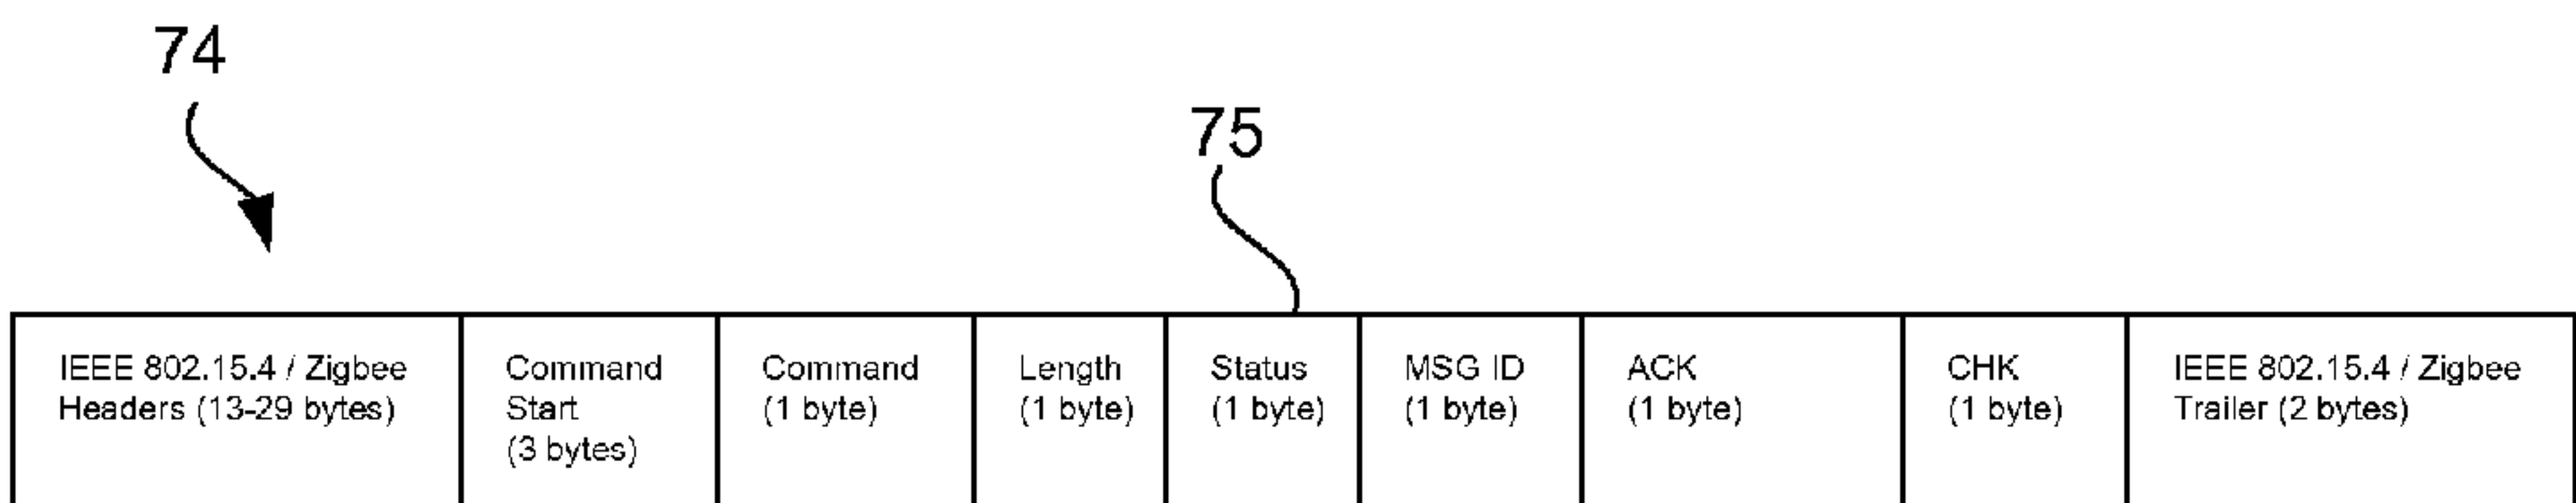 74
75
IEEE 802.15.4 / Zigbee
Headers (13-29 bytes)
Command
Start
(3 bytes)
Command
(1 byte)
Length
(1 byte)
Status
(1 byte)
MSG ID
(1 byte)
ACK
(1 byte)
CHK
(1 byte)
IEEE 802.15.4 / Zigbee
Trailer (2 bytes)